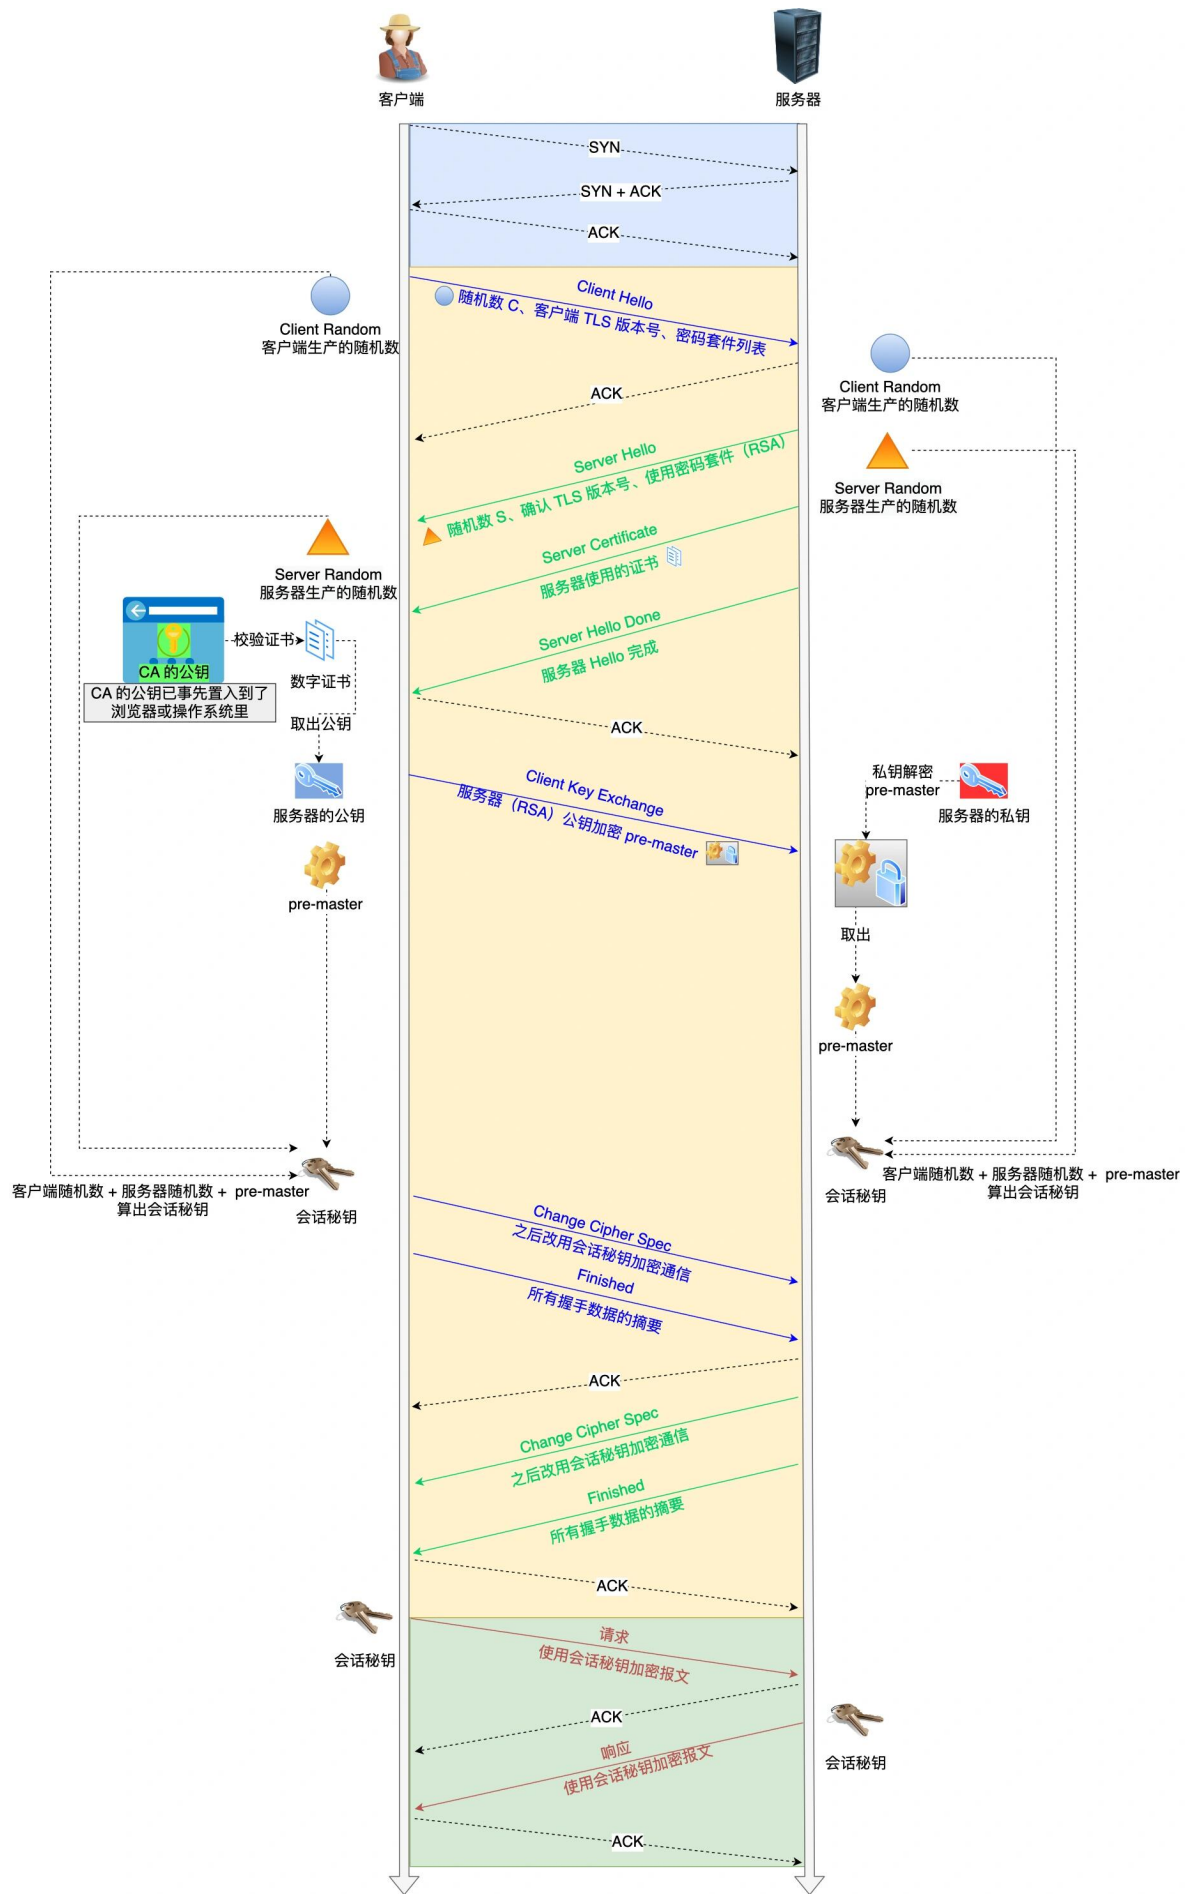 客户端
服务器
SYN
SYN + ACK
ACK
Client Hello
随机数 C、客户端 TLS 版本号、密码套件列表
Client Random
客户端生产的随机数
Client Random
客户端生产的随机数
ACK
Server Hello
随机数 S、确认 TLS 版本号、使用密码套件（RSA）
Server Random
服务器生产的随机数
Server Certificate
服务器使用的证书
Server Random
服务器生产的随机数
Server Hello Done
服务器 Hello 完成
校验证书
CA 的公钥
CA 的公钥已事先置入到了
浏览器或操作系统里
数字证书
取出公钥
ACK
服务器的公钥
Client Key Exchange
服务器（RSA）公钥加密 pre-master
私钥解密
pre-master
服务器的私钥
pre-master
取出
pre-master
客户端随机数 + 服务器随机数 + pre-master
算出会话秘钥
会话秘钥
会话秘钥
客户端随机数 + 服务器随机数 + pre-master
算出会话秘钥
Change Cipher Spec
之后改用会话秘钥加密通信
Finished
所有握手数据的摘要
ACK
Change Cipher Spec
之后改用会话秘钥加密通信
Finished
所有握手数据的摘要
ACK
会话秘钥
请求
使用会话秘钥加密报文
ACK
会话秘钥
响应
使用会话秘钥加密报文
ACK